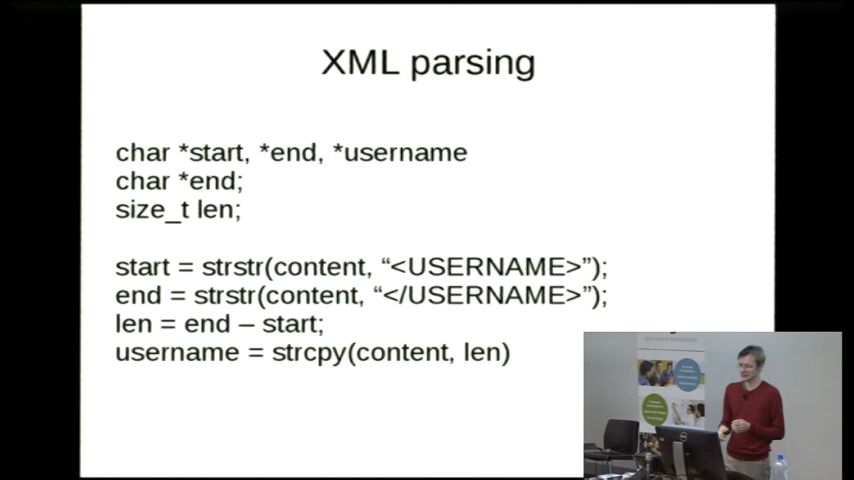 XML parsing
char *start, *end, *username
char *end;
size_t len;
start = strstr(content, “<USERNAME>”);
end = strstr(content, “</USERNAME>”);
len = end – start;
username = strcpy(content, len)